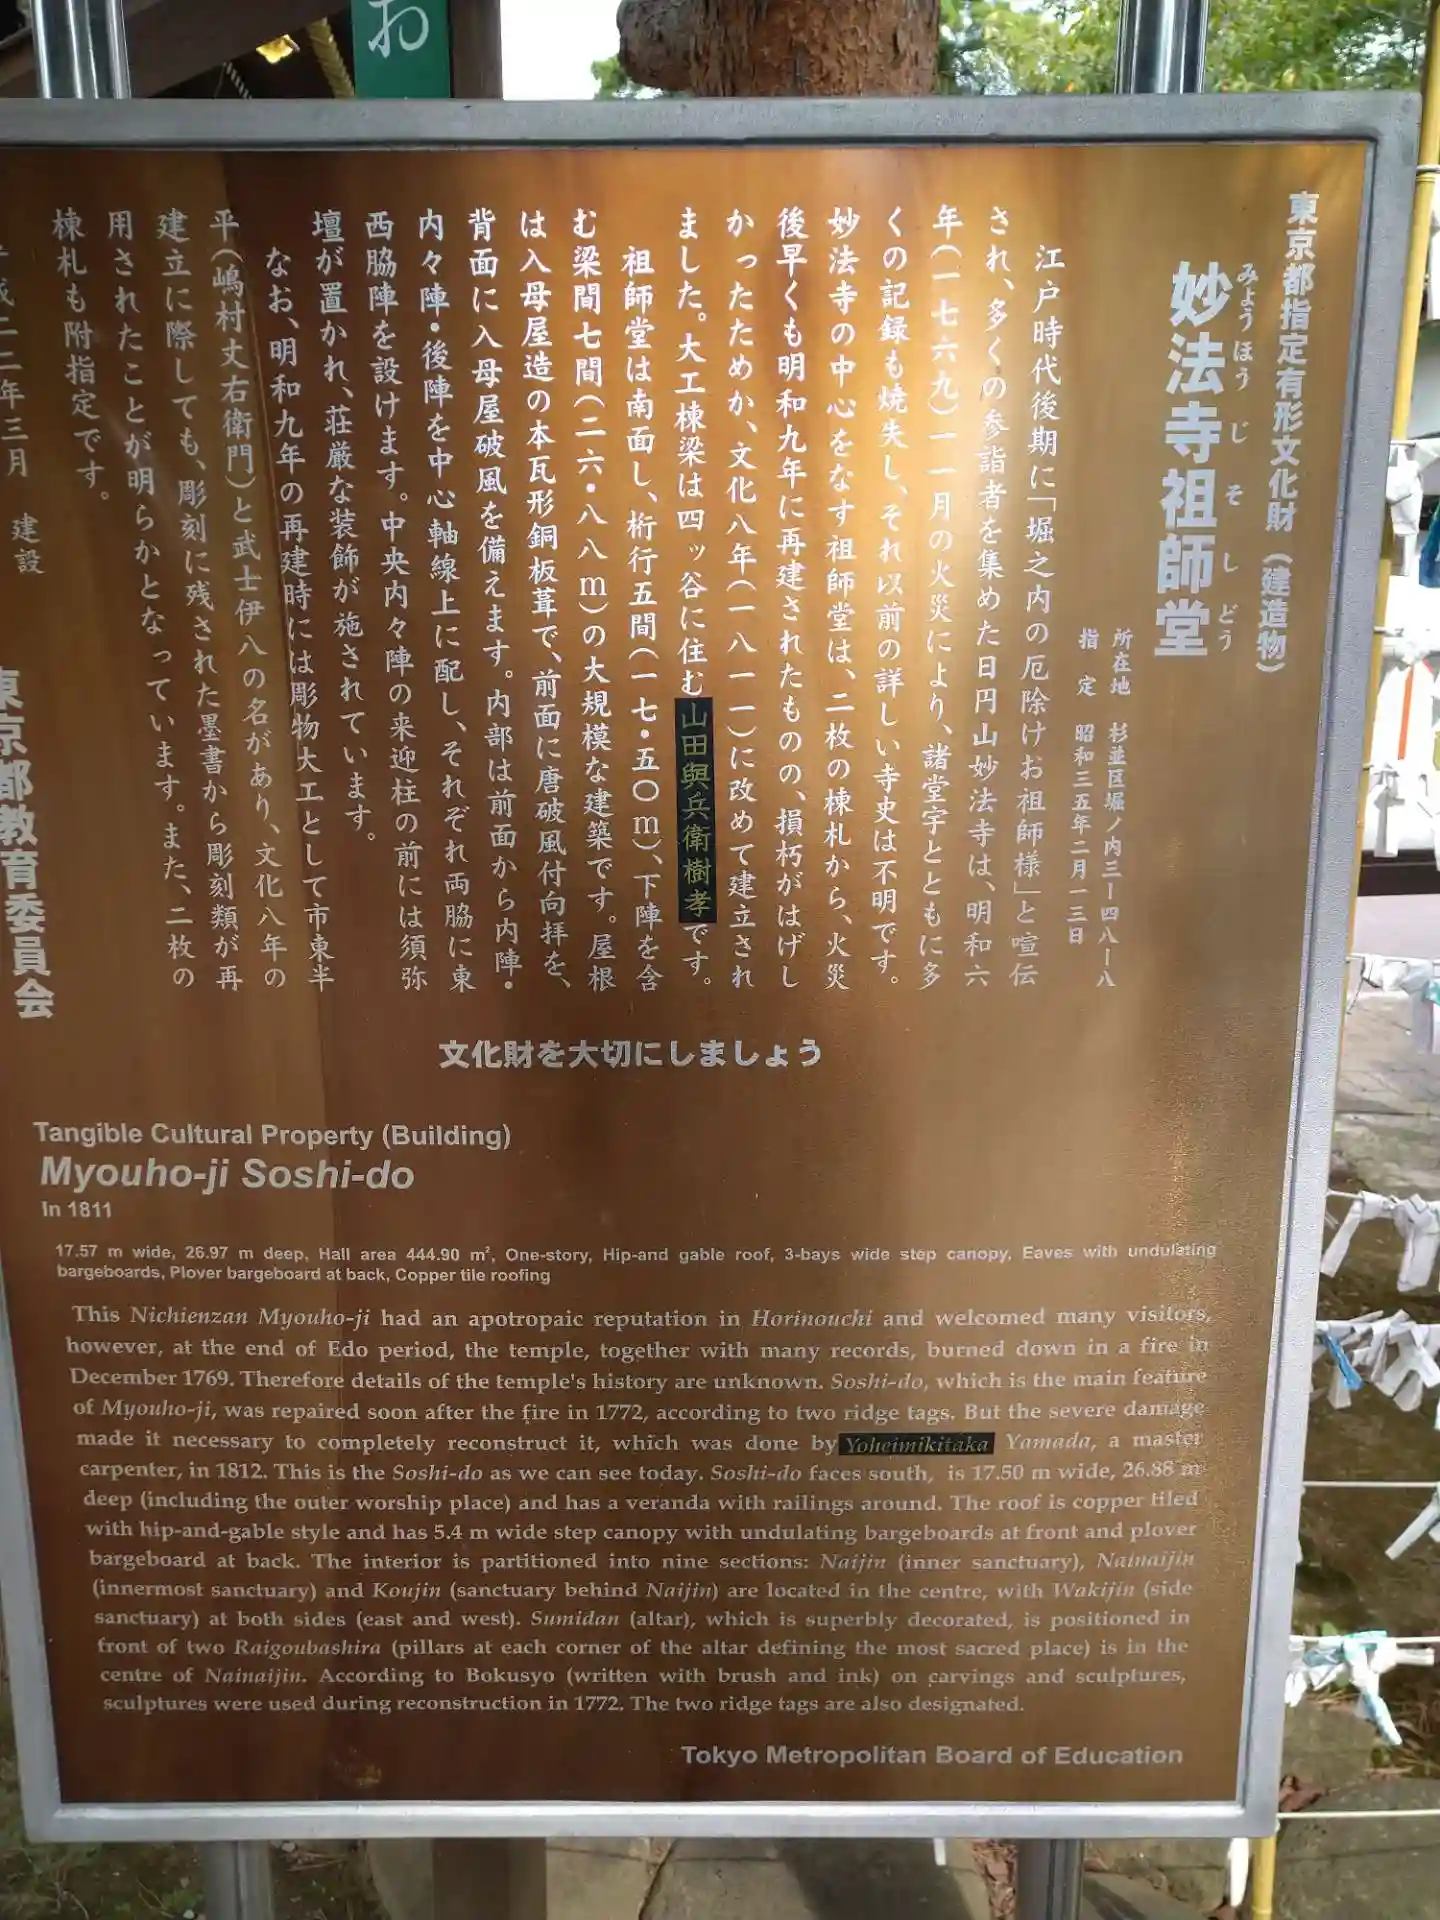 お
東京都指定有形文化財（建造物）
みょうほうじそしどう
妙法寺祖師堂
所在地 杉並区堀ノ内三ー四八ー八
指 定 昭和三五年二月一三日
江戸時代後期に「堀之内の厄除けお祖師様」と喧伝
され、多くの参詣者を集めた日円山妙法寺は、明和六
年（一七六九）一一月の火災により、諸堂宇とともに多
くの記録も焼失し、それ以前の詳しい寺史は不明です。
妙法寺の中心をなす祖師堂は、二枚の棟札から、火災
後早くも明和九年に再建されたものの、損朽がはげし
かったためか、文化八年（一八一一）に改めて建立され
ました。大工棟梁は四ッ谷に住む山田與兵衛樹孝です。
祖師堂は南面し、桁行五間（一七・五〇ｍ）、下陣を含
む梁間七間（二六・八八ｍ）の大規模な建築です。屋根
は入母屋造の本瓦形銅板葺で、前面に唐破風付向拝を、
背面に入母屋破風を備えます。内部は前面から内陣・
内々陣・後陣を中心軸線上に配し、それぞれ両脇に東
西脇陣を設けます。中央内々陣の来迎柱の前には須弥
壇が置かれ、荘厳な装飾が施されています。
なお、明和九年の再建時には彫物大工として市東半
平（嶋村丈右衛門）と武士伊八の名があり、文化八年の
建立に際しても、彫刻に残された墨書から彫刻類が再
用されたことが明らかとなっています。また、二枚の
棟札も附指定です。
平成二二年三月 建設
東京都教育委員会
文化財を大切にしましょう
Tangible Cultural Property (Building)
Myouho-ji Soshi-do
In 1811
17.57 m wide, 26.97 m deep, Hall area 444.90 m², One-story, Hip-and gable roof, 3-bays wide step canopy, Eaves with undulating
bargeboards, Plover bargeboard at back, Copper tile roofing
This Nichienzan Myouho-ji had an apotropaic reputation in Horinouchi and welcomed many visitors,
however, at the end of Edo period, the temple, together with many records, burned down in a fire in
December 1769. Therefore details of the temple's history are unknown. Soshi-do, which is the main feature
of Myouho-ji, was repaired soon after the fire in 1772, according to two ridge tags. But the severe damage
made it necessary to completely reconstruct it, which was done by Yoheimikitaka Yamada, a master
carpenter, in 1812. This is the Soshi-do as we can see today. Soshi-do faces south, is 17.50 m wide, 26.88 m
deep (including the outer worship place) and has a veranda with railings around. The roof is copper tiled
with hip-and-gable style and has 5.4 m wide step canopy with undulating bargeboards at front and plover
bargeboard at back. The interior is partitioned into nine sections: Naijin (inner sanctuary), Nainaijin
(innermost sanctuary) and Koujin (sanctuary behind Naijin) are located in the centre, with Wakijin (side
sanctuary) at both sides (east and west). Sumidan (altar), which is superbly decorated, is positioned in
front of two Raigoubashira (pillars at each corner of the altar defining the most sacred place) is in the
centre of Nainaijin. According to Bokusyo (written with brush and ink) on carvings and sculptures,
sculptures were used during reconstruction in 1772. The two ridge tags are also designated.
Tokyo Metropolitan Board of Education